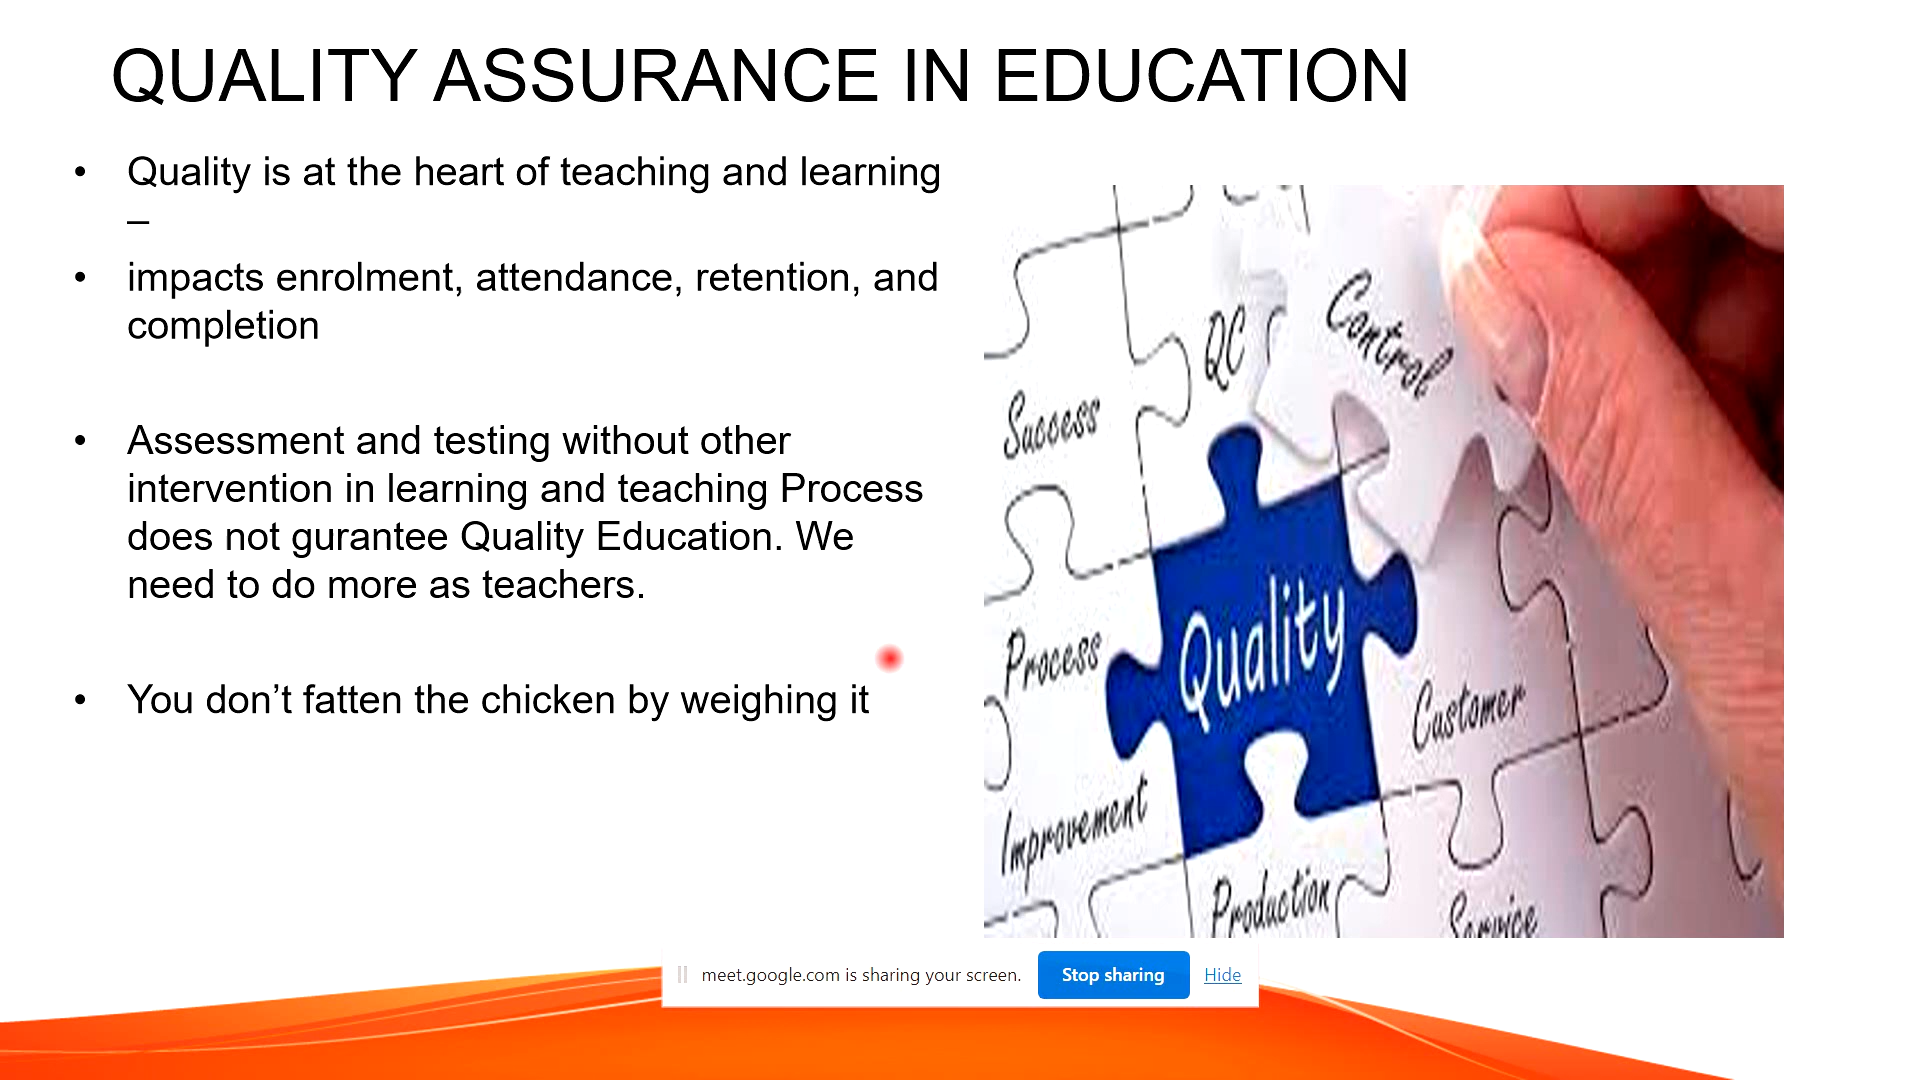 QUALITY ASSURANCE IN EDUCATION
• Quality is at the heart of teaching and learning
–
• impacts enrolment, attendance, retention, and
completion
• Assessment and testing without other
intervention in learning and teaching Process
does not gurantee Quality Education. We
need to do more as teachers.
• You don’t fatten the chicken by weighing it
QC
Control
Success
Quality
Process
Customer
Improvement
Production
Service
meet.google.com is sharing your screen.
Stop sharing
Hide